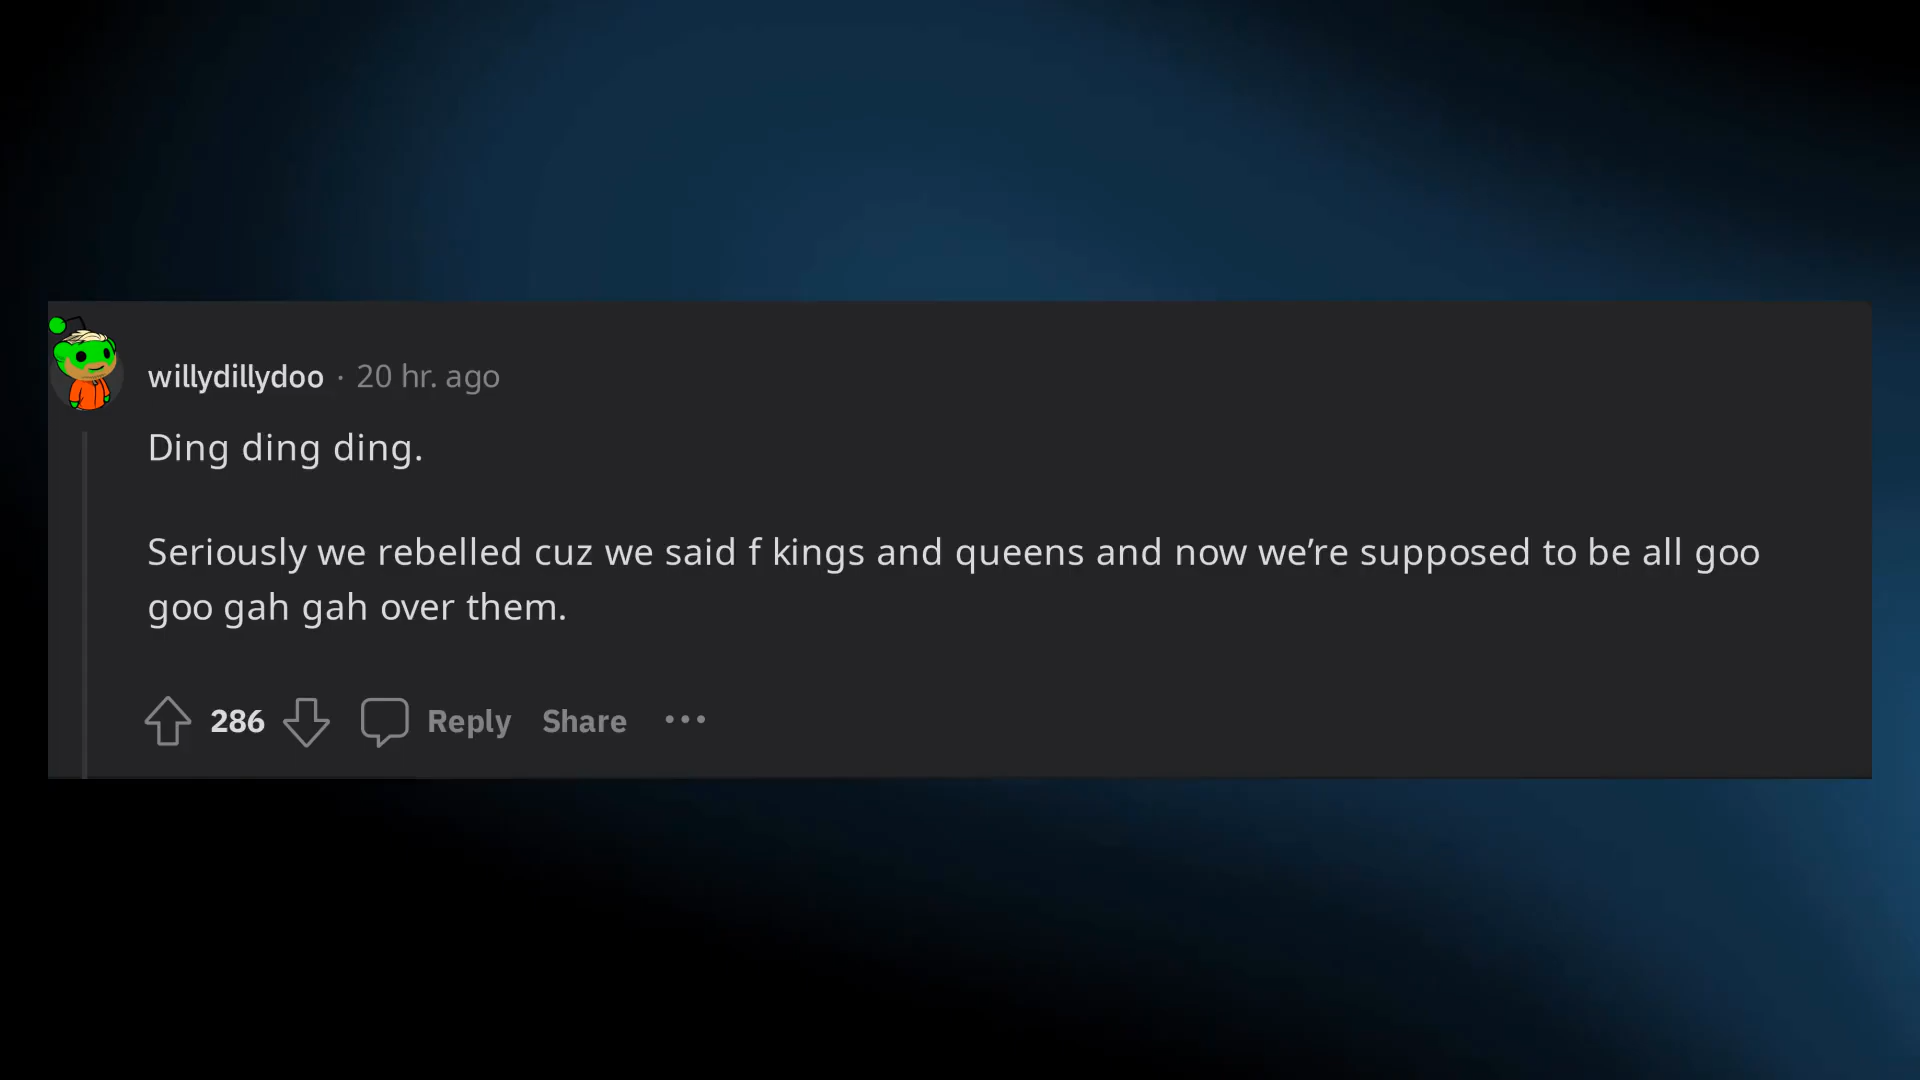 willydillydoo · 20 hr. ago
Ding ding ding.
Seriously we rebelled cuz we said f kings and queens and now we’re supposed to be all goo
goo gah gah over them.
286 Reply Share ···